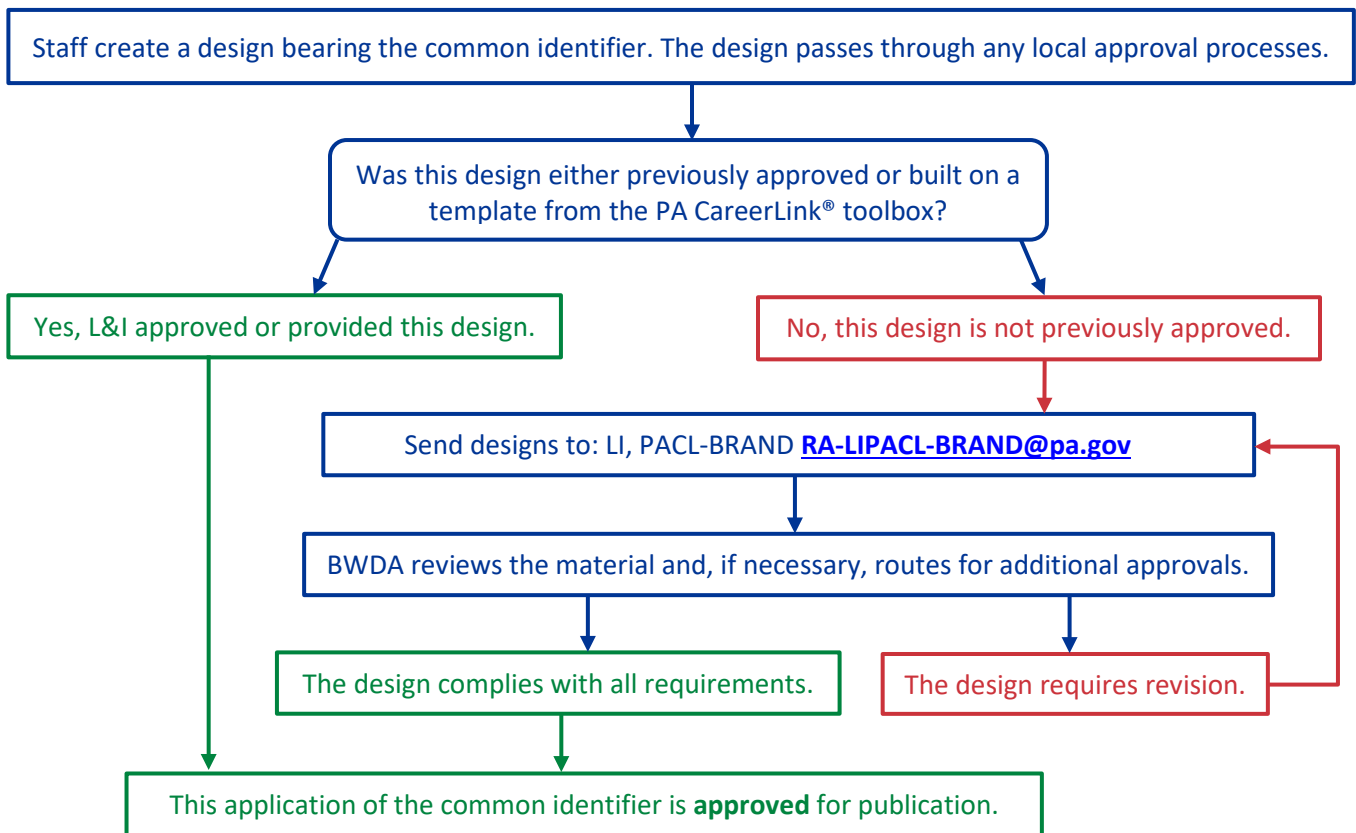 Staff create a design bearing the common identifier. The design passes through any local approval processes.
Was this design either previously approved or built on a
template from the PA CareerLink® toolbox?
Yes, L&I approved or provided this design.
No, this design is not previously approved.
Send designs to: LI, PACL-BRAND RA-LIPACL-BRAND@pa.gov
BWDA reviews the material and, if necessary, routes for additional approvals.
The design complies with all requirements.
The design requires revision.
This application of the common identifier is approved for publication.